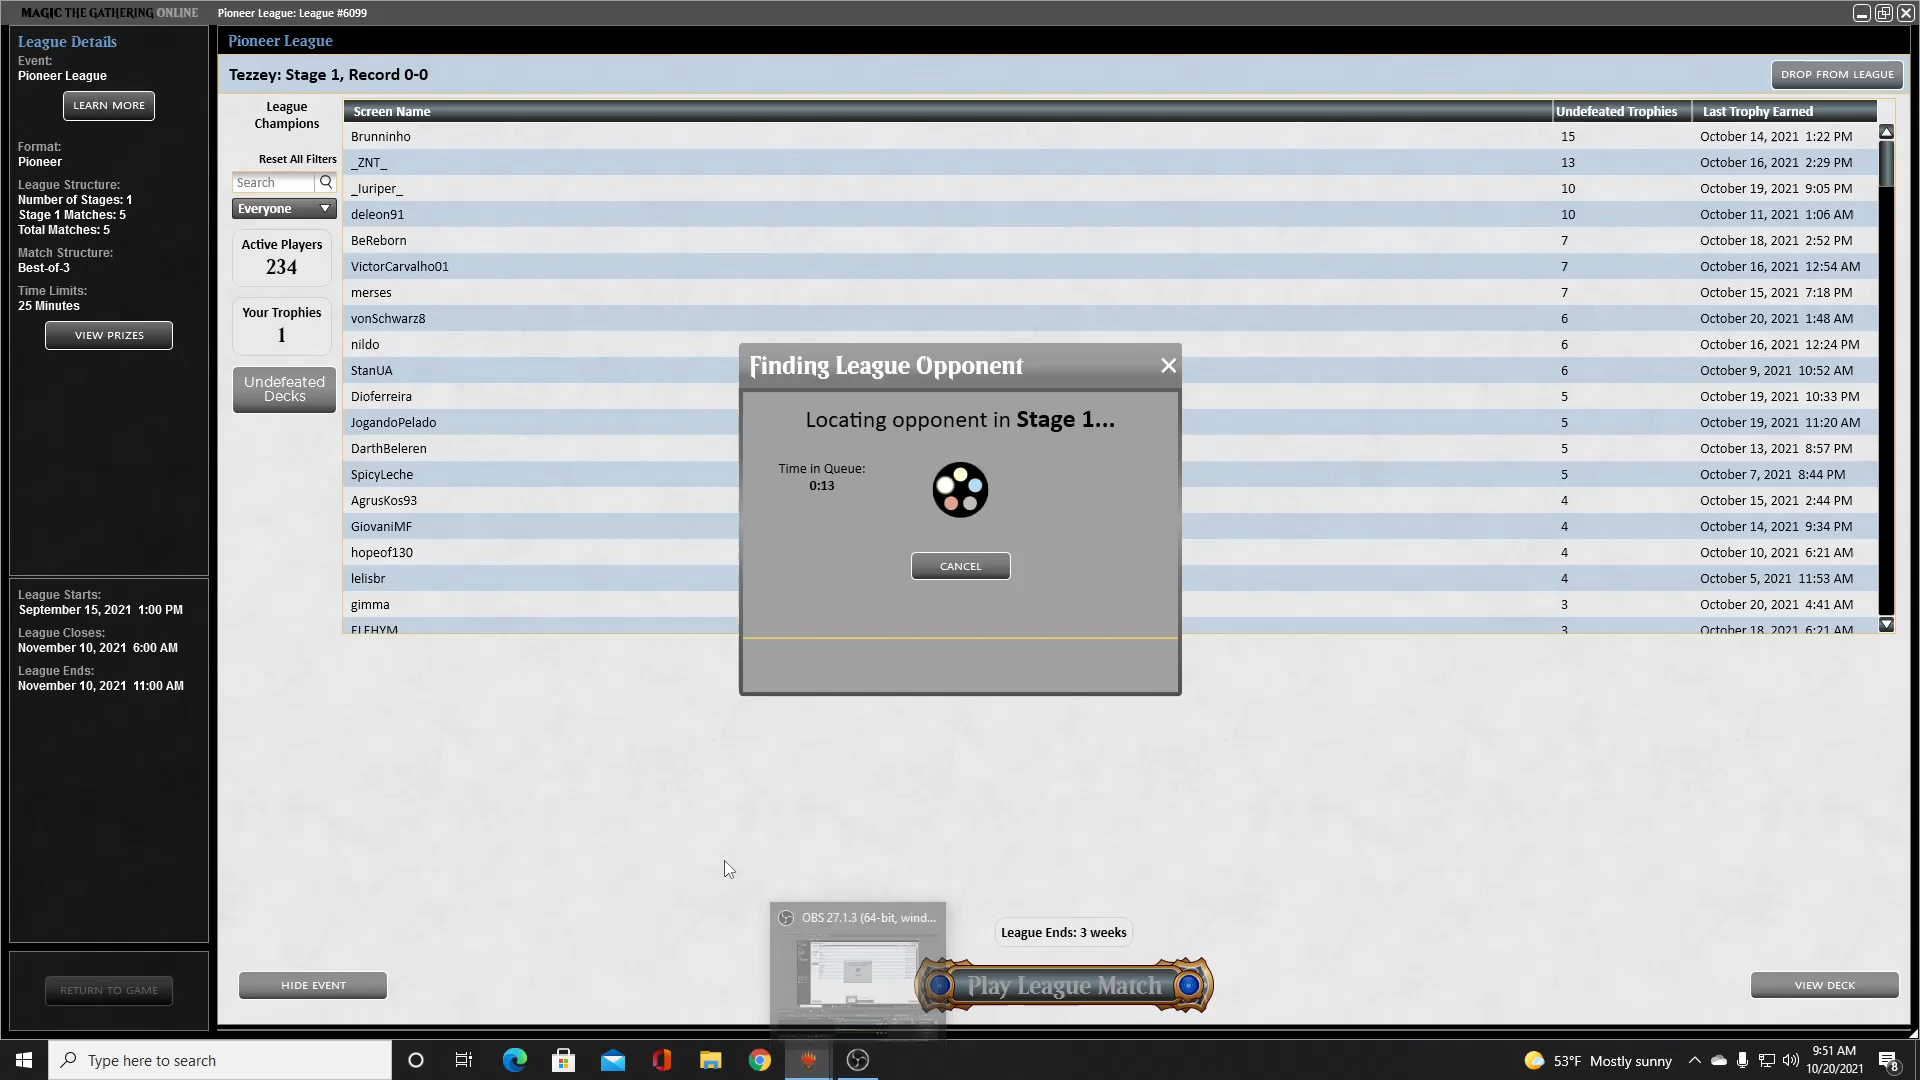 MAGIC THE GATHERING ONLINE
Pioneer League: League #6099
League Details
Event:
Pioneer League
LEARN MORE
Format:
Pioneer
League Structure:
Number of Stages: 1
Stage 1 Matches: 5
Total Matches: 5
Match Structure:
Best-of-3
Time Limits:
25 Minutes
VIEW PRIZES
League Starts:
September 15, 2021 1:00 PM
League Closes:
November 10, 2021 6:00 AM
League Ends:
November 10, 2021 11:00 AM
RETURN TO GAME
Pioneer League
Tezzey: Stage 1, Record 0-0
DROP FROM LEAGUE
League
Champions
Reset All Filters
Search
Everyone
Active Players
234
Your Trophies
1
Undefeated
Decks
Screen Name Undefeated Trophies Last Trophy Earned
Brunninho 15 October 14, 2021 1:22 PM
_ZNT_ 13 October 16, 2021 2:29 PM
_luriper_ 10 October 19, 2021 9:05 PM
deleon91 10 October 11, 2021 1:06 AM
BeReborn 7 October 18, 2021 2:52 PM
VictorCarvalho01 7 October 16, 2021 12:54 AM
merses 7 October 15, 2021 7:18 PM
vonSchwarz8 6 October 20, 2021 1:48 AM
nildo 6 October 16, 2021 12:24 PM
StanUA 6 October 9, 2021 10:52 AM
Dioferreira 5 October 19, 2021 10:33 PM
JogandoPelado 5 October 19, 2021 11:20 AM
DarthBeleren 5 October 13, 2021 8:57 PM
SpicyLeche 5 October 7, 2021 8:44 PM
AgrusKos93 4 October 15, 2021 2:44 PM
GiovaniMF 4 October 14, 2021 9:34 PM
hopeof130 4 October 10, 2021 6:21 AM
lelisbr 4 October 5, 2021 11:53 AM
gimma 3 October 20, 2021 4:41 AM
3 October 18, 2021 6:21 AM
Finding League Opponent
Locating opponent in Stage 1...
Time in Queue:
0:13
CANCEL
OBS 27.1.3 (64-bit, wind...
League Ends: 3 weeks
HIDE EVENT
Play League Match
VIEW DECK
Type here to search
53°F Mostly sunny
9:51 AM
10/20/2021
8